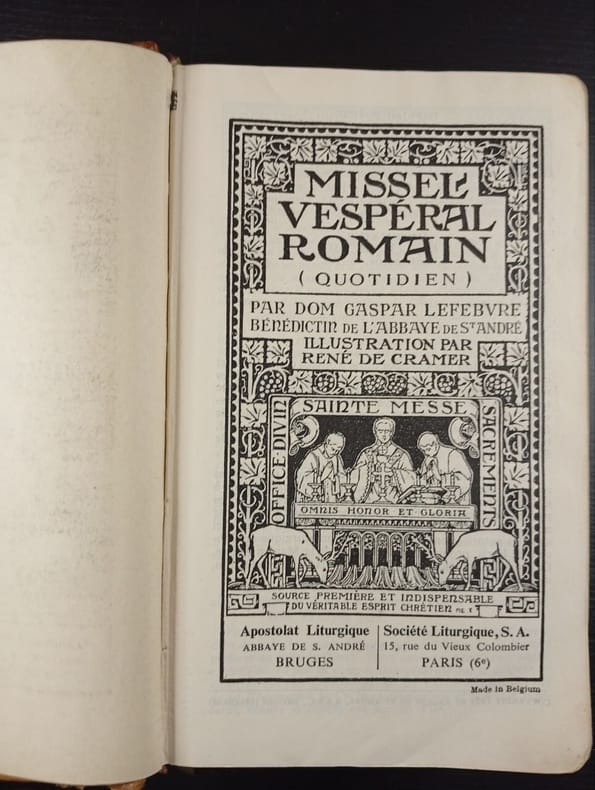 MISSEL
VESPÉRAL
ROMAIN
(QUOTIDIEN)
PAR DOM GASPAR LEFEBVRE
BÉNÉDICTIN DE L'ABBAYE DE ST ANDRÉ
ILLUSTRATION PAR
RENÉ DE CRAMER
OFFICE·DIVIN
SAINTE MESSE
SACREMENTS
OMNIS HONOR ET GLORIA
SOURCE PREMIÈRE ET INDISPENSABLE
DU VÉRITABLE ESPRIT CHRÉTIEN PIE X
Apostolat Liturgique
ABBAYE DE S. ANDRÉ
BRUGES
Société Liturgique, S. A.
15, rue du Vieux Colombier
PARIS (6e)
Made in Belgium